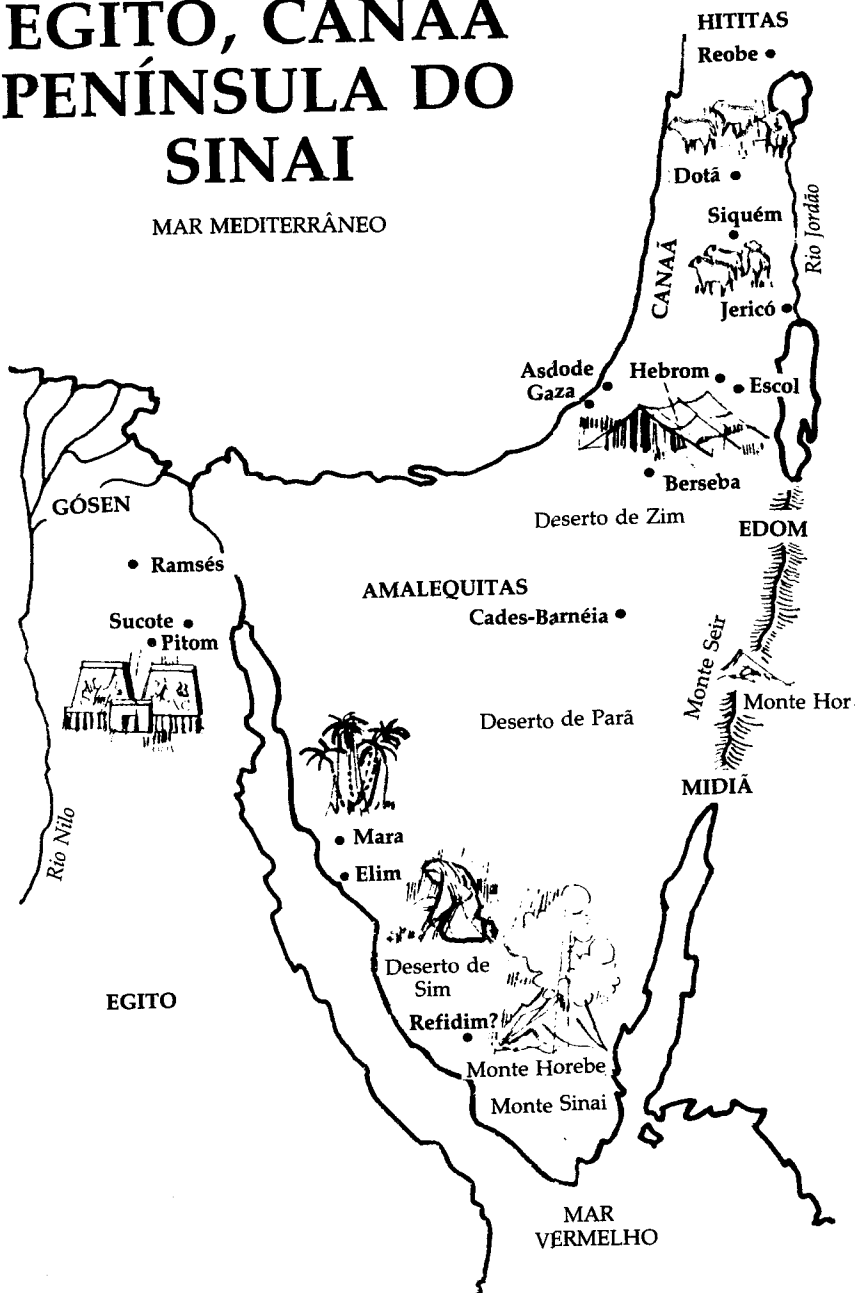 EGITO, CANAÃ
PENÍNSULA DO
SINAI
MAR MEDITERRÂNEO
HITITAS
Reobe
Dotã
Siquém
Rio Jordão
CANAÃ
Jericó
Asdode
Gaza
Hebrom
Escol
Berseba
Deserto de Zim
EDOM
GÓSEN
Ramsés
AMALEQUITAS
Sucote
Cades-Barnéia
Pitom
Monte Seir
Monte Hor
Deserto de Parã
MIDIÃ
Rio Nilo
Mara
Elim
Deserto de
Sim
EGITO
Refidim?
Monte Horebe
Monte Sinai
MAR
VERMELHO